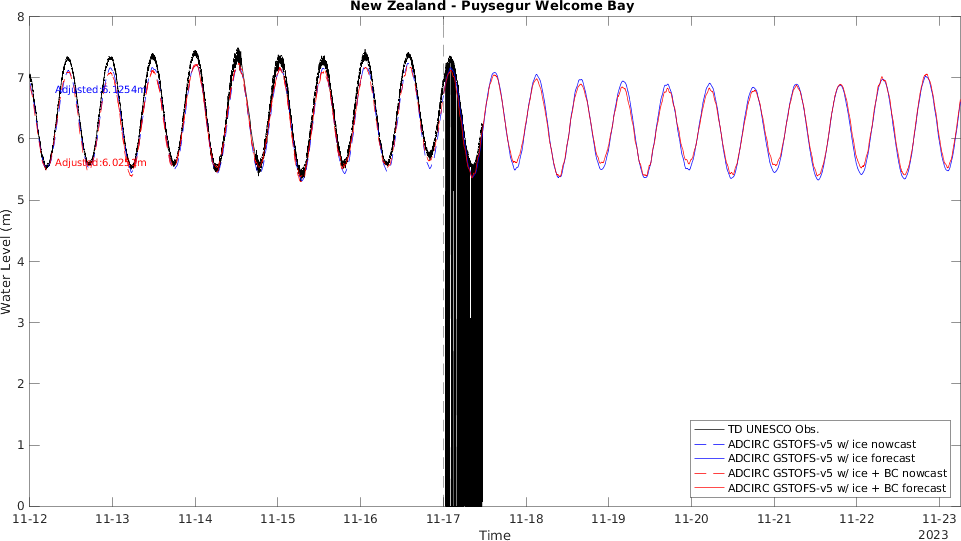 New Zealand - Puysegur Welcome Bay
8
7
6
5
4
3
2
1
0
Water Level (m)
Adjusted:6.1254m
11-12
11-13
11-14
11-15
11-16
11-17
11-18
11-19
11-20
11-21
11-22
11-23
2023
Time
TD UNESCO Obs.
ADCIRC GSTOFS-v5 w/ ice nowcast
ADCIRC GSTOFS-v5 w/ ice forecast
ADCIRC GSTOFS-v5 w/ ice + BC nowcast
ADCIRC GSTOFS-v5 w/ ice + BC forecast